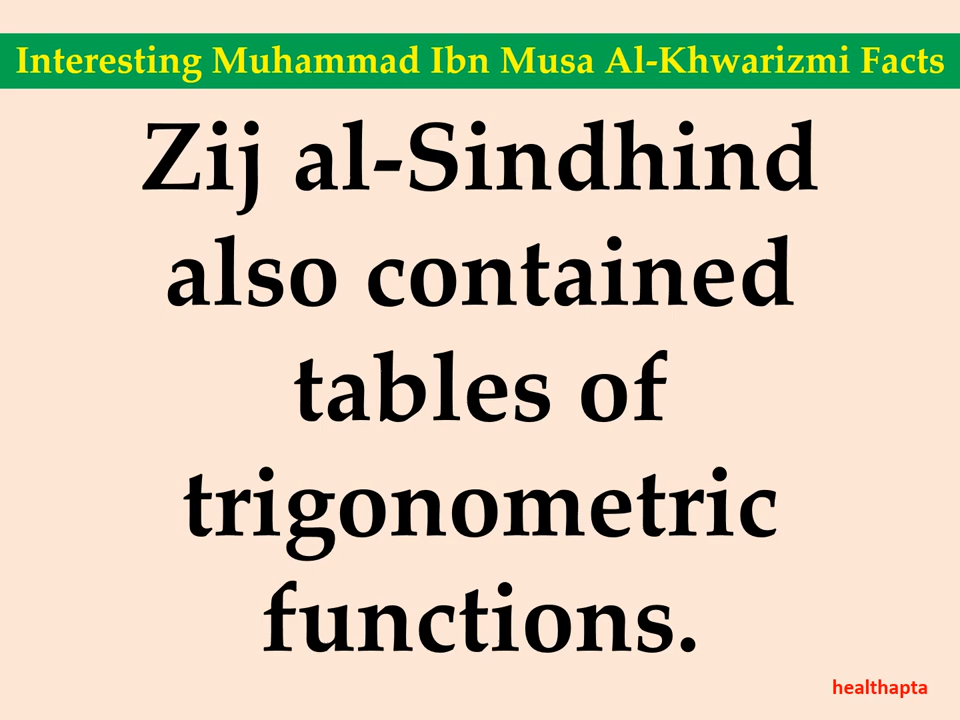 Interesting Muhammad Ibn Musa Al-Khwarizmi Facts
Zij al-Sindhind
also contained
tables of
trigonometric
functions.
healthapta